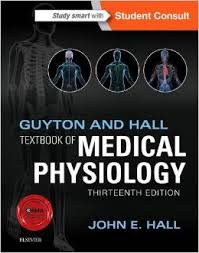 Study smart with
Student Consult
GUYTON AND HALL
TEXTBOOK OF
MEDICAL
PHYSIOLOGY
THIRTEENTH EDITION
JOHN E. HALL
ELSEVIER